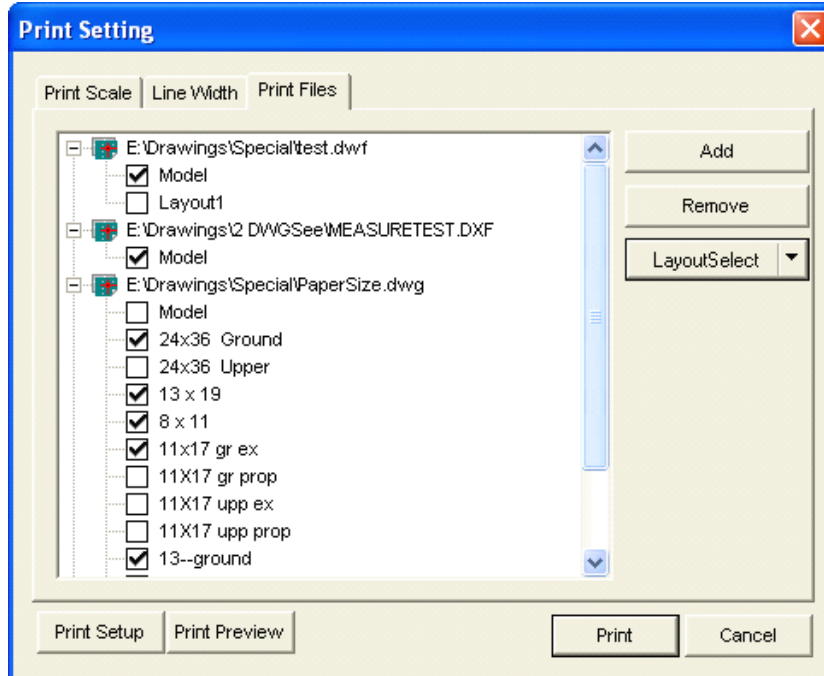 Print Setting
Print Scale Line Width Print Files
E:\Drawings\Special\test.dwf
Model
Layout1
E:\Drawings\2 DWGSee\MEASURETEST.DXF
Model
E:\Drawings\Special\PaperSize.dwg
Model
24x36 Ground
24x36 Upper
13 x 19
8 x 11
11x17 gr ex
11X17 gr prop
11X17 upp ex
11X17 upp prop
13--ground
Add
Remove
LayoutSelect
Print Setup Print Preview Print Cancel